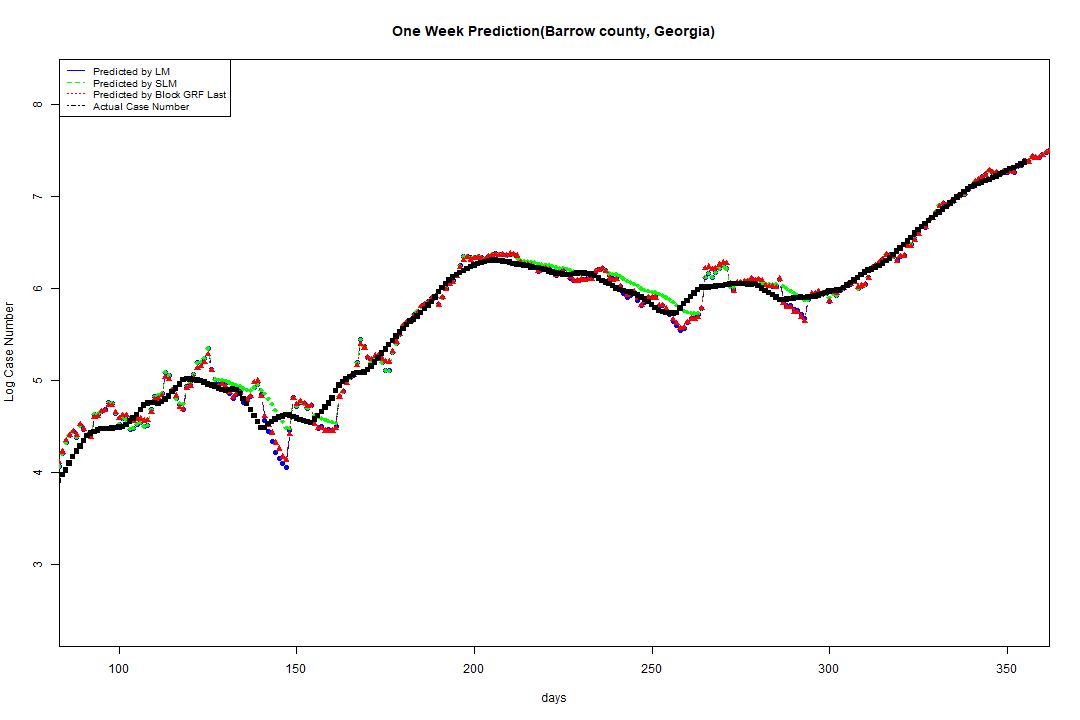 One Week Prediction(Barrow county, Georgia)
Predicted by LM
Predicted by SLM
Predicted by Block GRF Last
Actual Case Number
Log Case Number
8
7
6
5
4
3
100 150 200 250 300 350
days